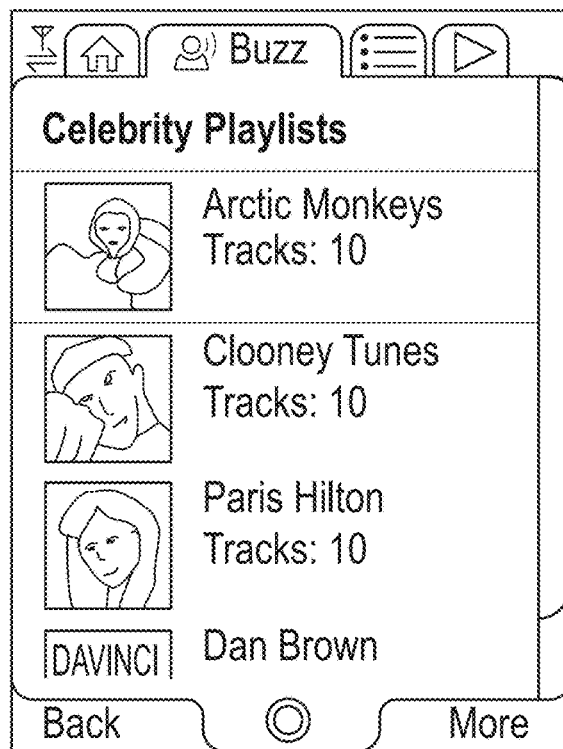 Buzz
Celebrity Playlists
Arctic Monkeys
Tracks: 10
Clooney Tunes
Tracks: 10
Paris Hilton
Tracks: 10
DAVINCI
Dan Brown
Back
More